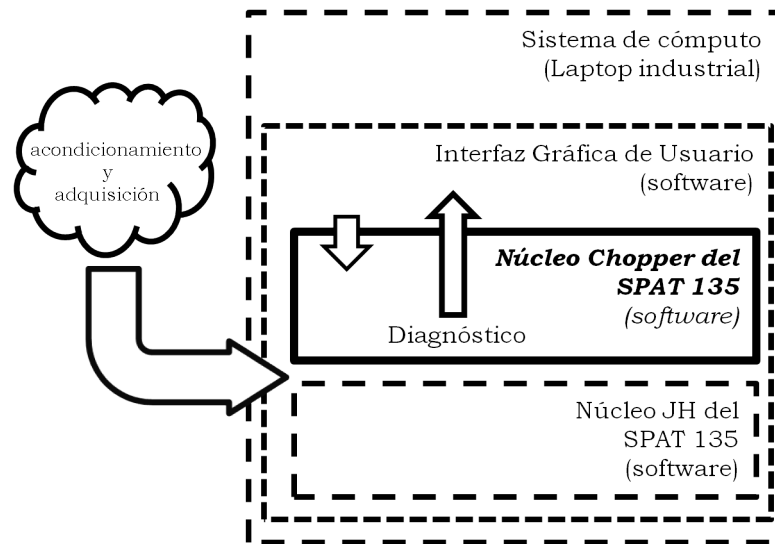 Sistema de cómputo
(Laptop industrial)
acondicionamiento
y
adquisición
Interfaz Gráfica de Usuario
(software)
Núcleo Chopper del
SPAT 135
(software)
Diagnóstico
Núcleo JH del
SPAT 135
(software)